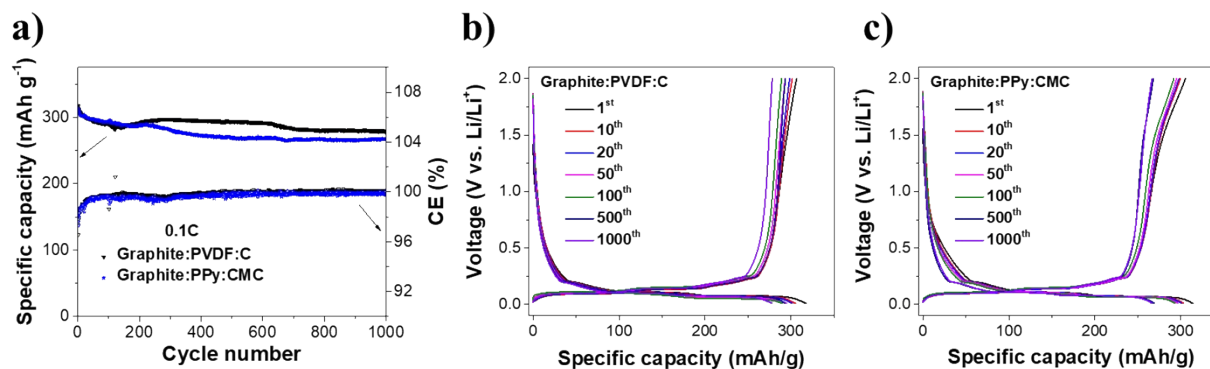 a)
Specific capacity (mAh g⁻¹)
300
200
100
0
0.1C
Graphite:PVDF:C
Graphite:PPy:CMC
0 200 400 600 800 1000
Cycle number
108
104
100
96
92
CE (%)
b)
Voltage (V vs. Li/Li⁺)
2.0
1.5
1.0
0.5
0.0
Graphite:PVDF:C
1st
10th
20th
50th
100th
500th
1000th
0 100 200 300
Specific capacity (mAh/g)
c)
Voltage (V vs. Li/Li⁺)
2.0
1.5
1.0
0.5
0.0
Graphite:PPy:CMC
1st
10th
20th
50th
100th
500th
1000th
0 100 200 300
Specific capacity (mAh/g)